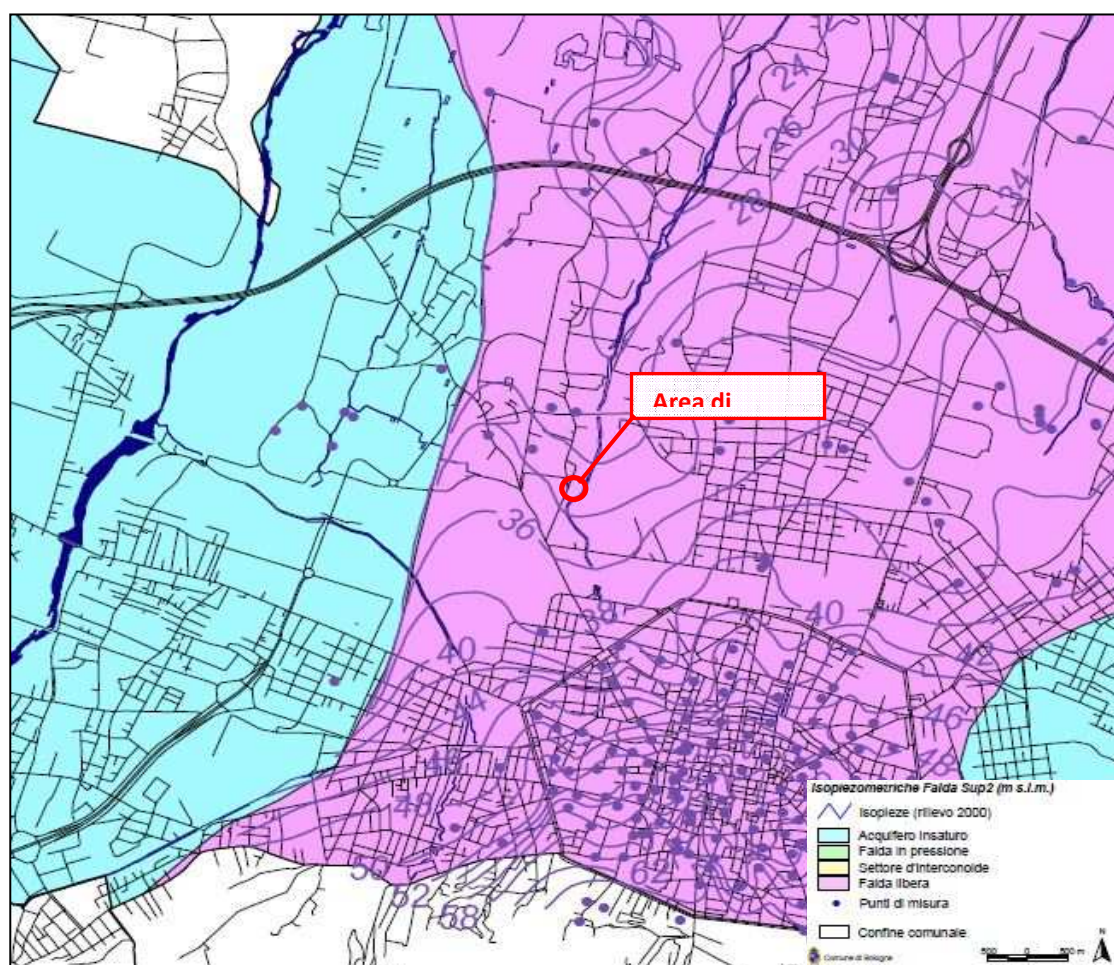 24
26
30
34
28
Area di
36
38
40
40
42
44
46
48
48
48
50
52
58
62
Isopiezometriche Falda Sup2 (m s.l.m.)
Isopieze (rilievo 2000)
Acquifero insaturo
Falda in pressione
Settore d'interconoide
Falda libera
Punti di misura
Confine comunale
500 0 500 m
N
Comune di Bologna